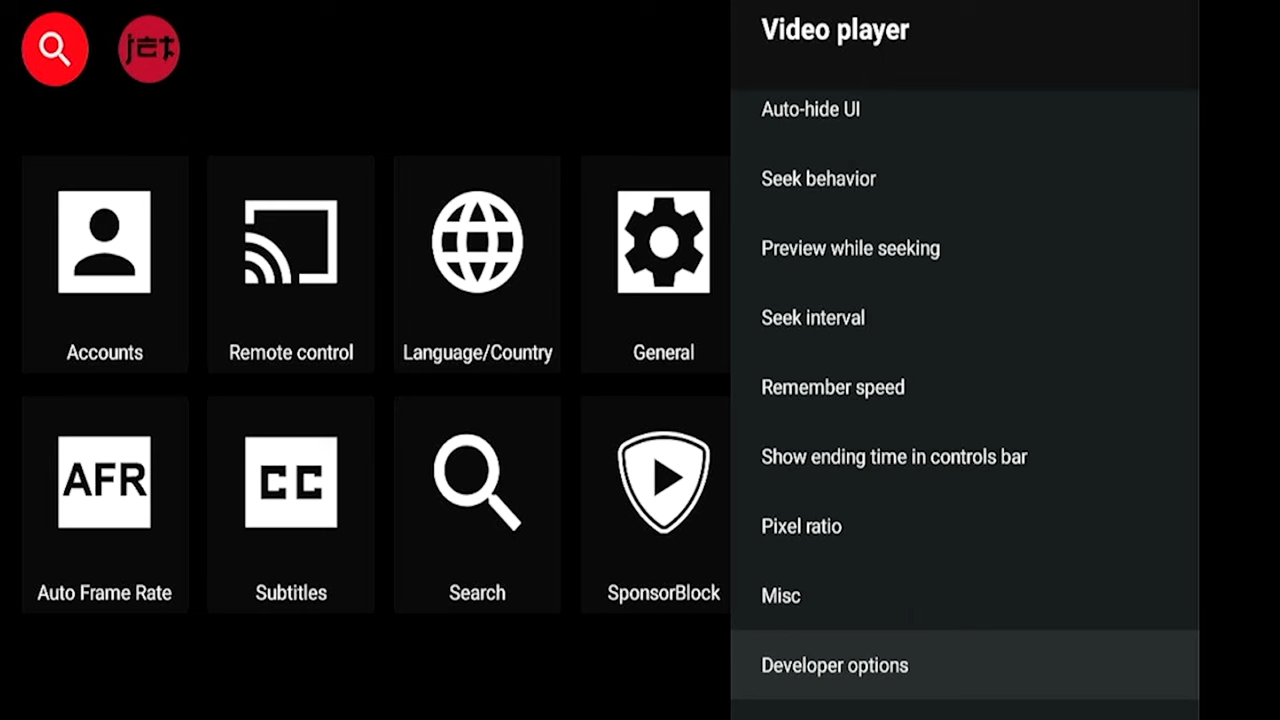 jet
Accounts
Remote control
Language/Country
General
AFR
Auto Frame Rate
CC
Subtitles
Search
SponsorBlock
Video player
Auto-hide UI
Seek behavior
Preview while seeking
Seek interval
Remember speed
Show ending time in controls bar
Pixel ratio
Misc
Developer options